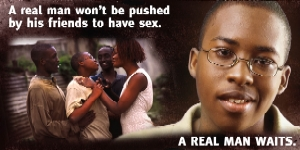 A real man won't be pushed
by his friends to have sex.
A REAL MAN WAITS.